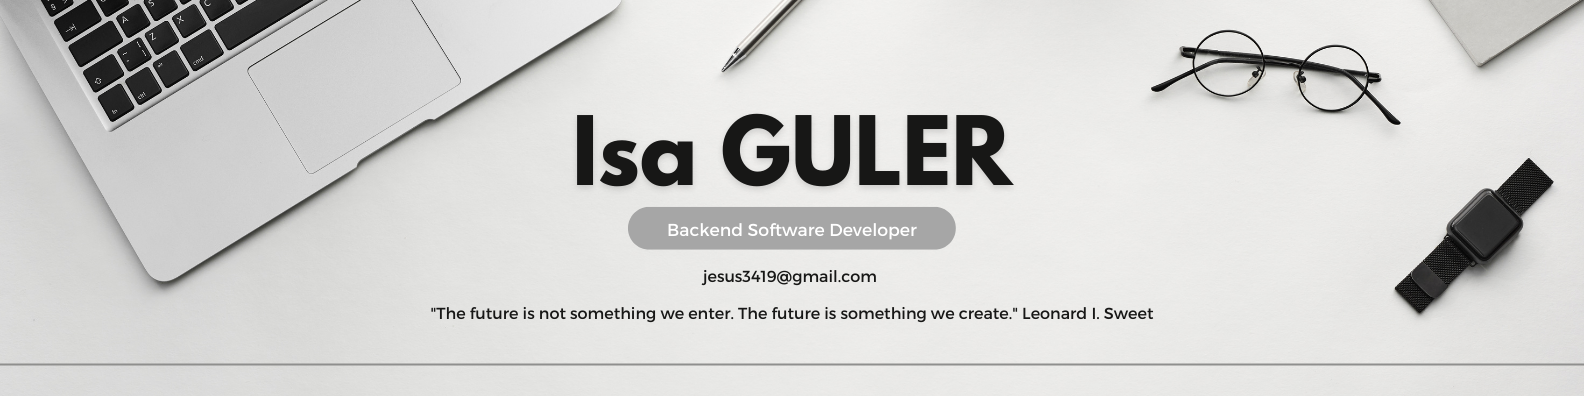 Isa GULER
Backend Software Developer
jesus3419@gmail.com
"The future is not something we enter. The future is something we create." Leonard I. Sweet